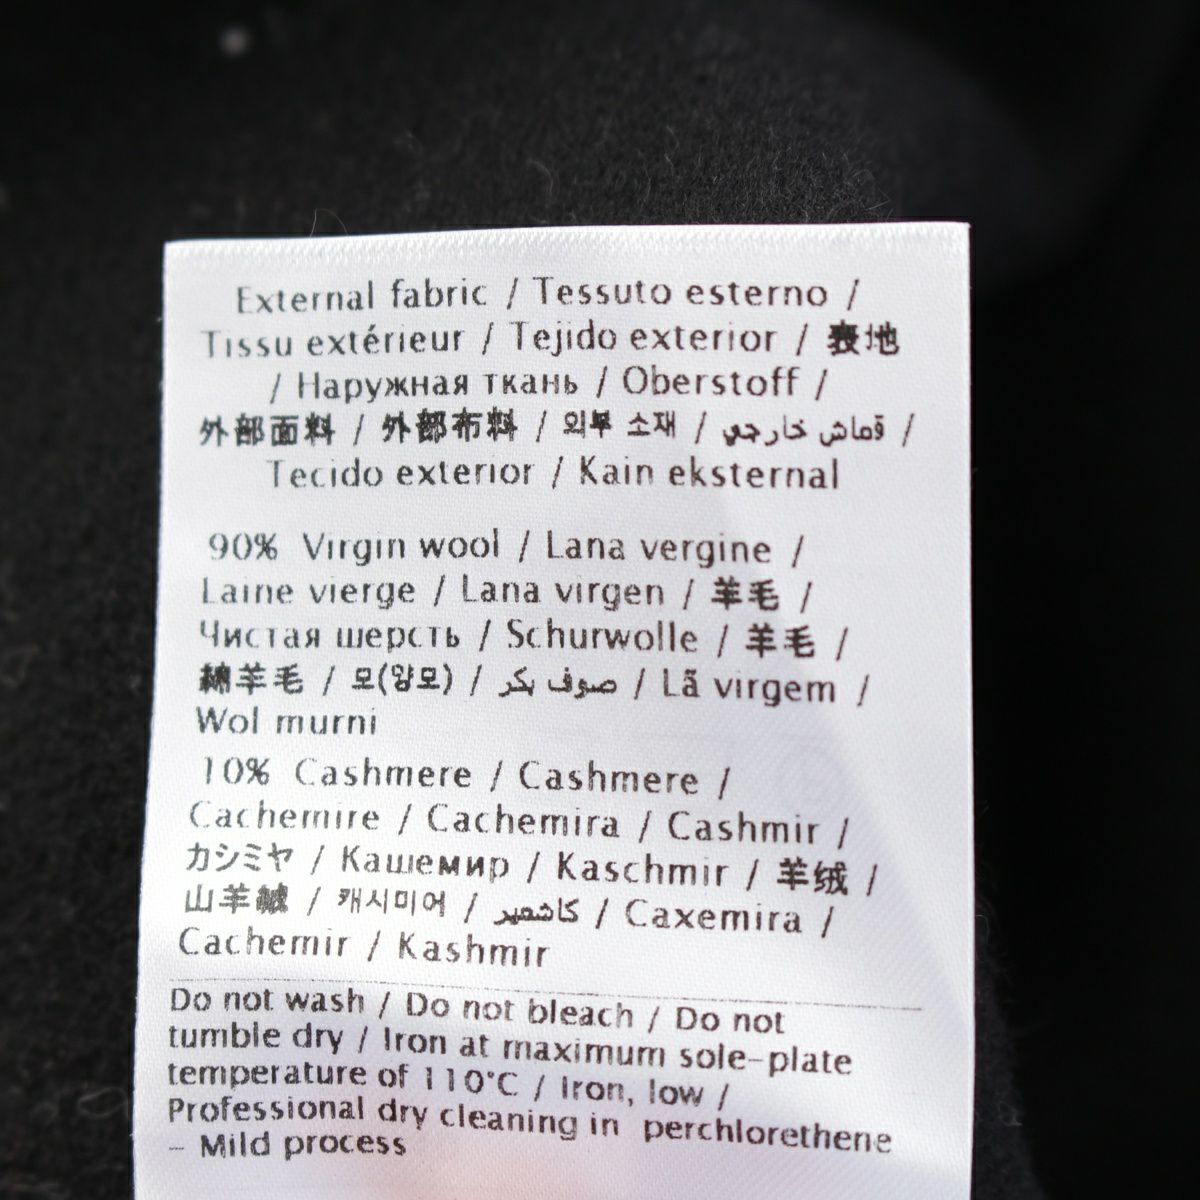 External fabric / Tessuto esterno /
Tissu extérieur / Tejido exterior / 表地
/ Наружная ткань / Oberstoff /
外部面料 / 外部布料 / 외부 소재 / قماش خارجي /
Tecido exterior / Kain eksternal
90% Virgin wool / Lana vergine /
Laine vierge / Lana virgen / 羊毛 /
Чистая шерсть / Schurwolle / 羊毛 /
綿羊毛 / 모(양모) / صوف بكر / Lã virgem /
Wol murni
10% Cashmere / Cashmere /
Cachemire / Cachemira / Cashmir /
カシミヤ / Кашемир / Kaschmir / 羊绒 /
山羊絨 / 캐시미어 / كاشمير / Caxemira /
Cachemir / Kashmir
Do not wash / Do not bleach / Do not
tumble dry / Iron at maximum sole-plate
temperature of 110°C / Iron, low /
Professional dry cleaning in perchlorethene
- Mild process